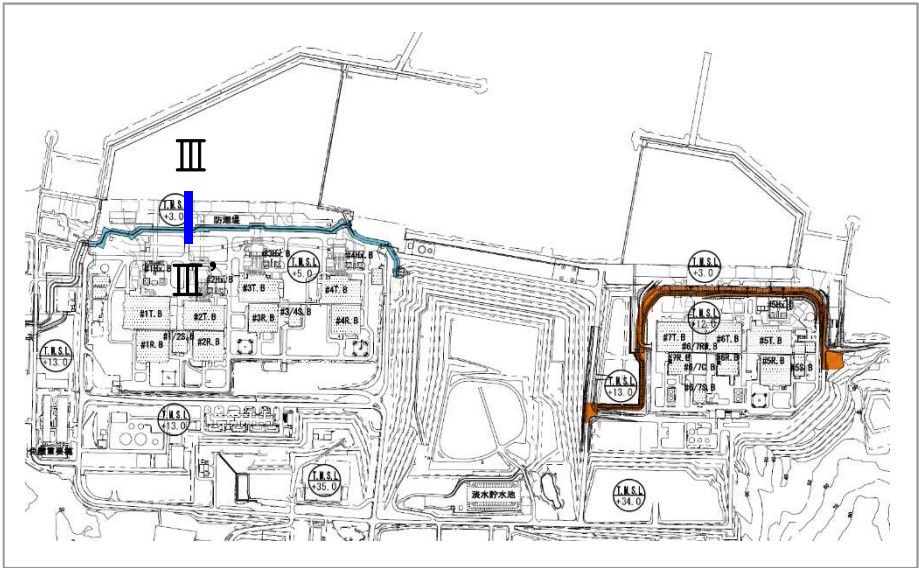 Ⅲ
T.M.S.L
+3.0
防潮堤
Ⅲ’
#1Hx.B
#2Hx.B
#3Hx.B
T.M.S.L
+5.0
#4Hx.B
#1T.B
#2T.B
#3T.B
#4T.B
#1R.B
#1/2S.B
#2R.B
#3R.B
#3/4S.B
#4R.B
T.M.S.L
+13.0
T.M.S.L
+13.0
T.M.S.L
+35.0
淡水貯水池
T.M.S.L
+3.0
T.M.S.L
+12.0
#5Hx.B
#7T.B
#6/7RW.B
#6T.B
#5T.B
#7R.B
#6/7C.B
#6R.B
#5R.B
#5S.B
#6/7S.B
T.M.S.L
+13.0
T.M.S.L
+34.0